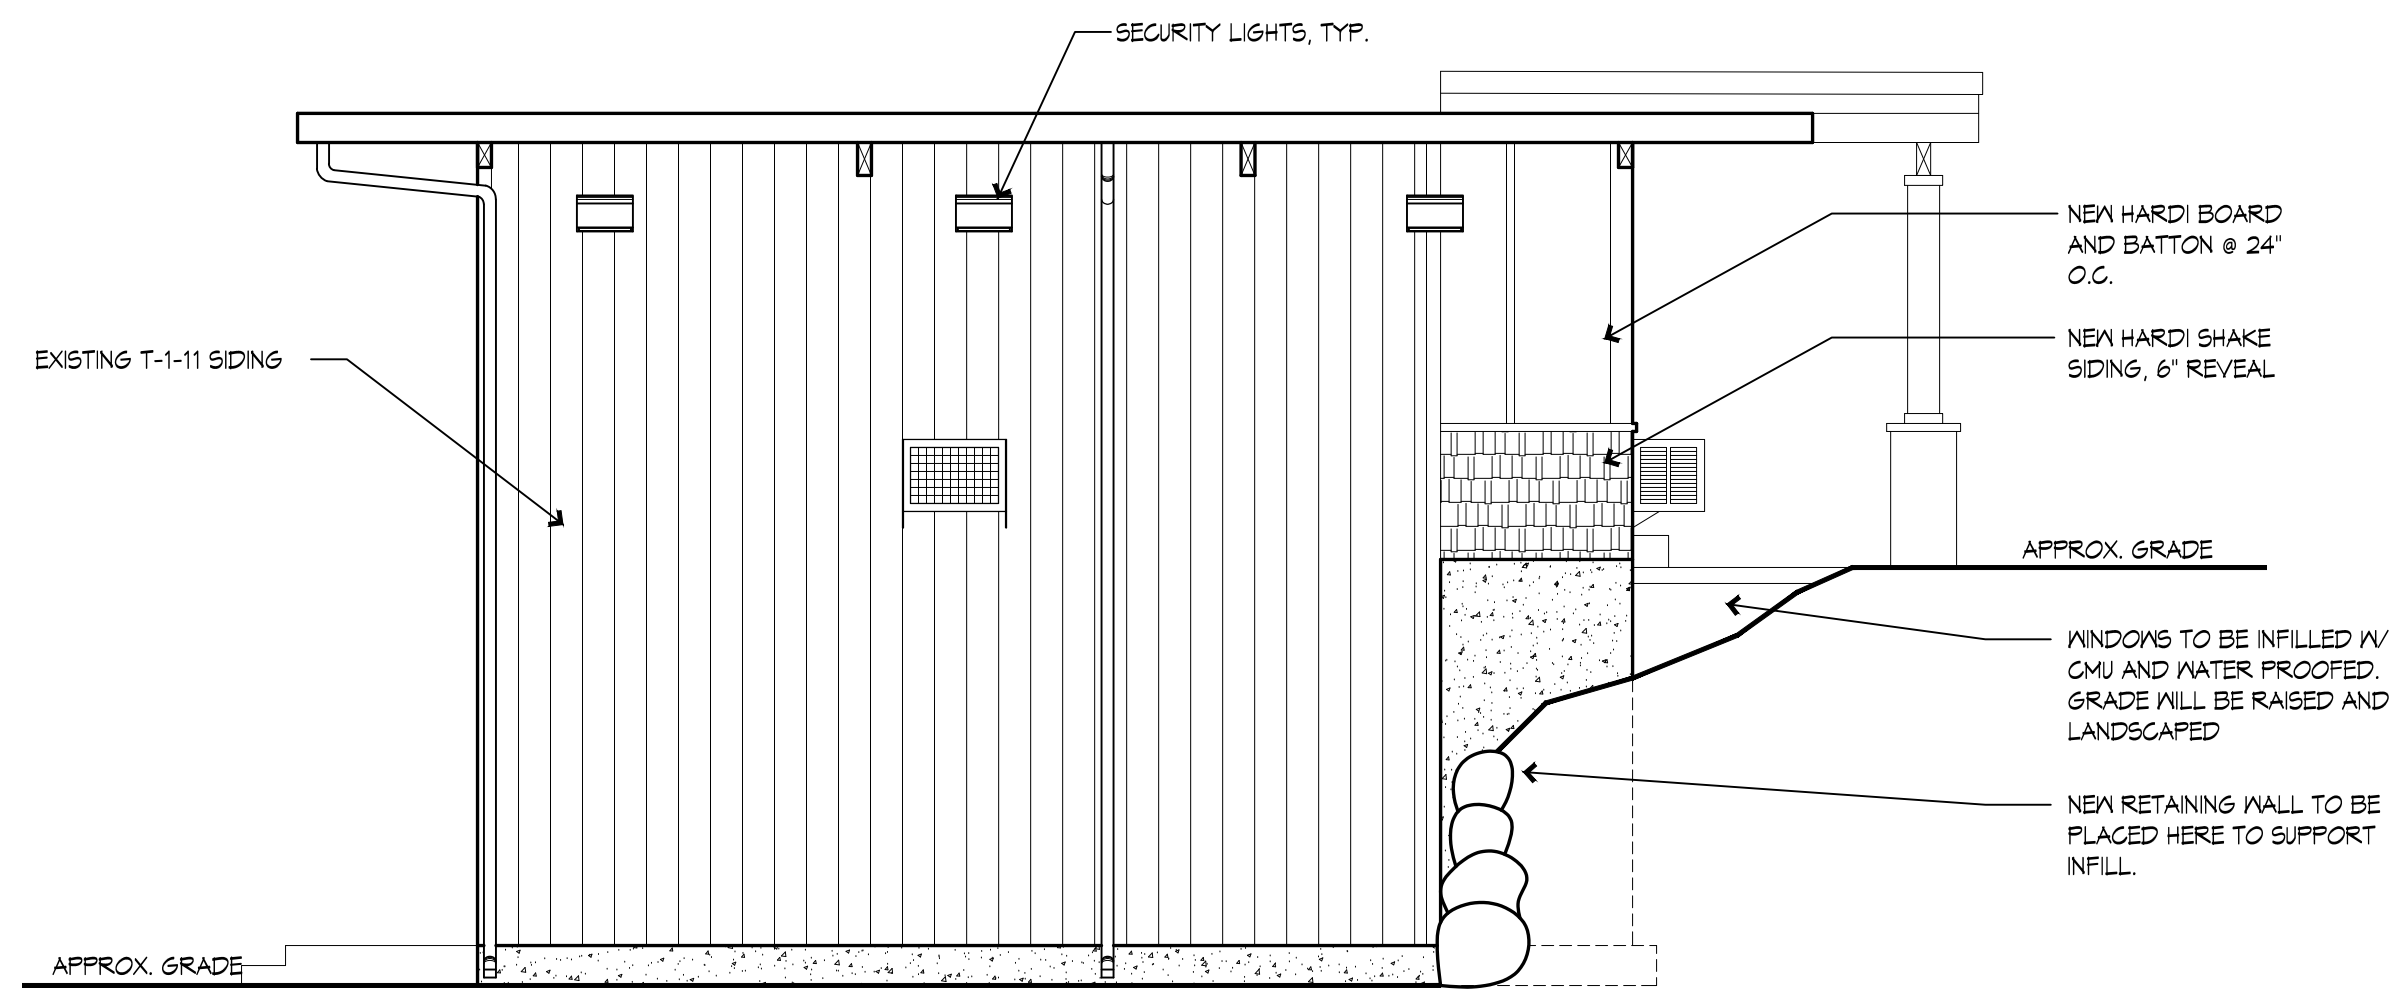 SECURITY LIGHTS, TYP.
NEW HARDI BOARD
AND BATTON @ 24"
O.C.
NEW HARDI SHAKE
SIDING, 6" REVEAL
EXISTING T-1-11 SIDING
APPROX. GRADE
WINDOWS TO BE INFILLED W/
CMU AND WATER PROOFED.
GRADE WILL BE RAISED AND
LANDSCAPED
NEW RETAINING WALL TO BE
PLACED HERE TO SUPPORT
INFILL.
APPROX. GRADE